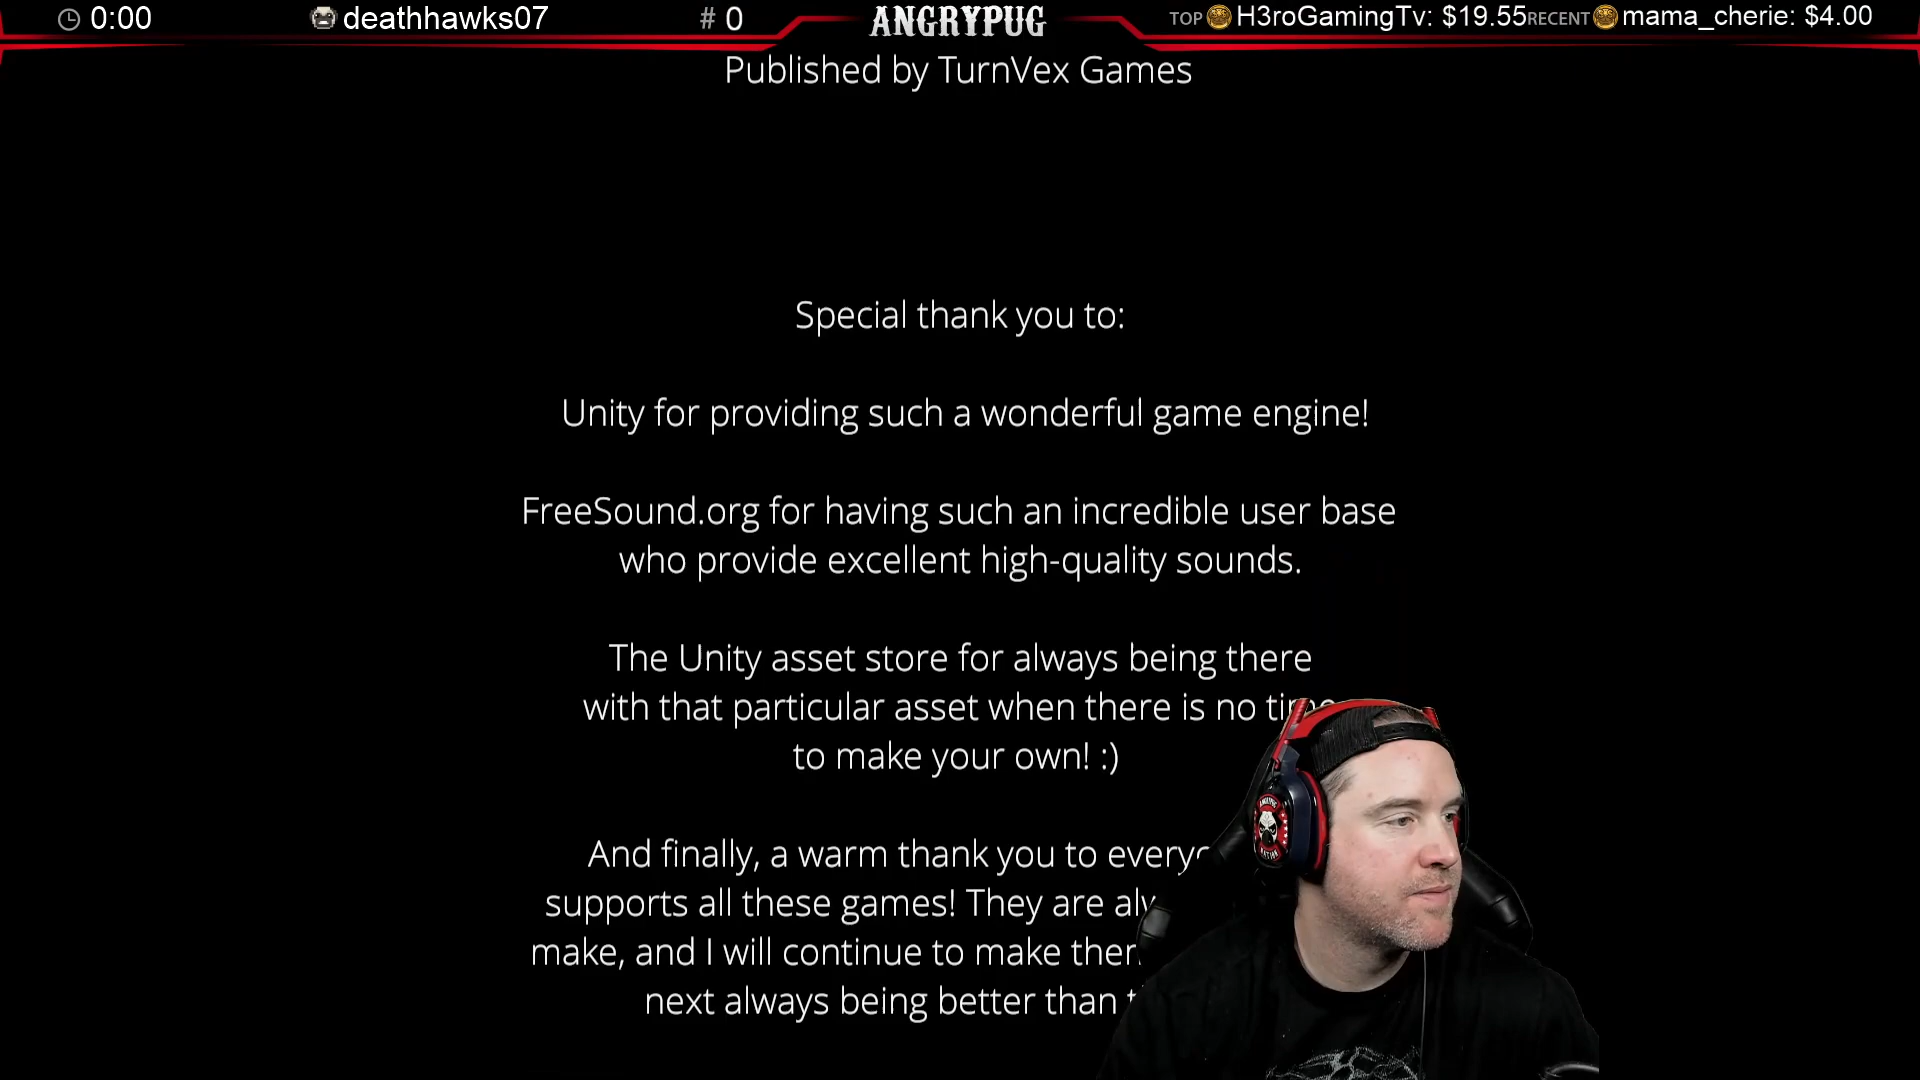 0:00
deathhawks07
# 0
ANGRYPUG
TOP H3roGamingTv: $19.55
RECENT mama_cherie: $4.00
Published by TurnVex Games
Special thank you to:
Unity for providing such a wonderful game engine!
FreeSound.org for having such an incredible user base
who provide excellent high-quality sounds.
The Unity asset store for always being there
with that particular asset when there is no time
to make your own! :)
And finally, a warm thank you to
supports all these games! They are
make, and I will continue to make
next always being better than